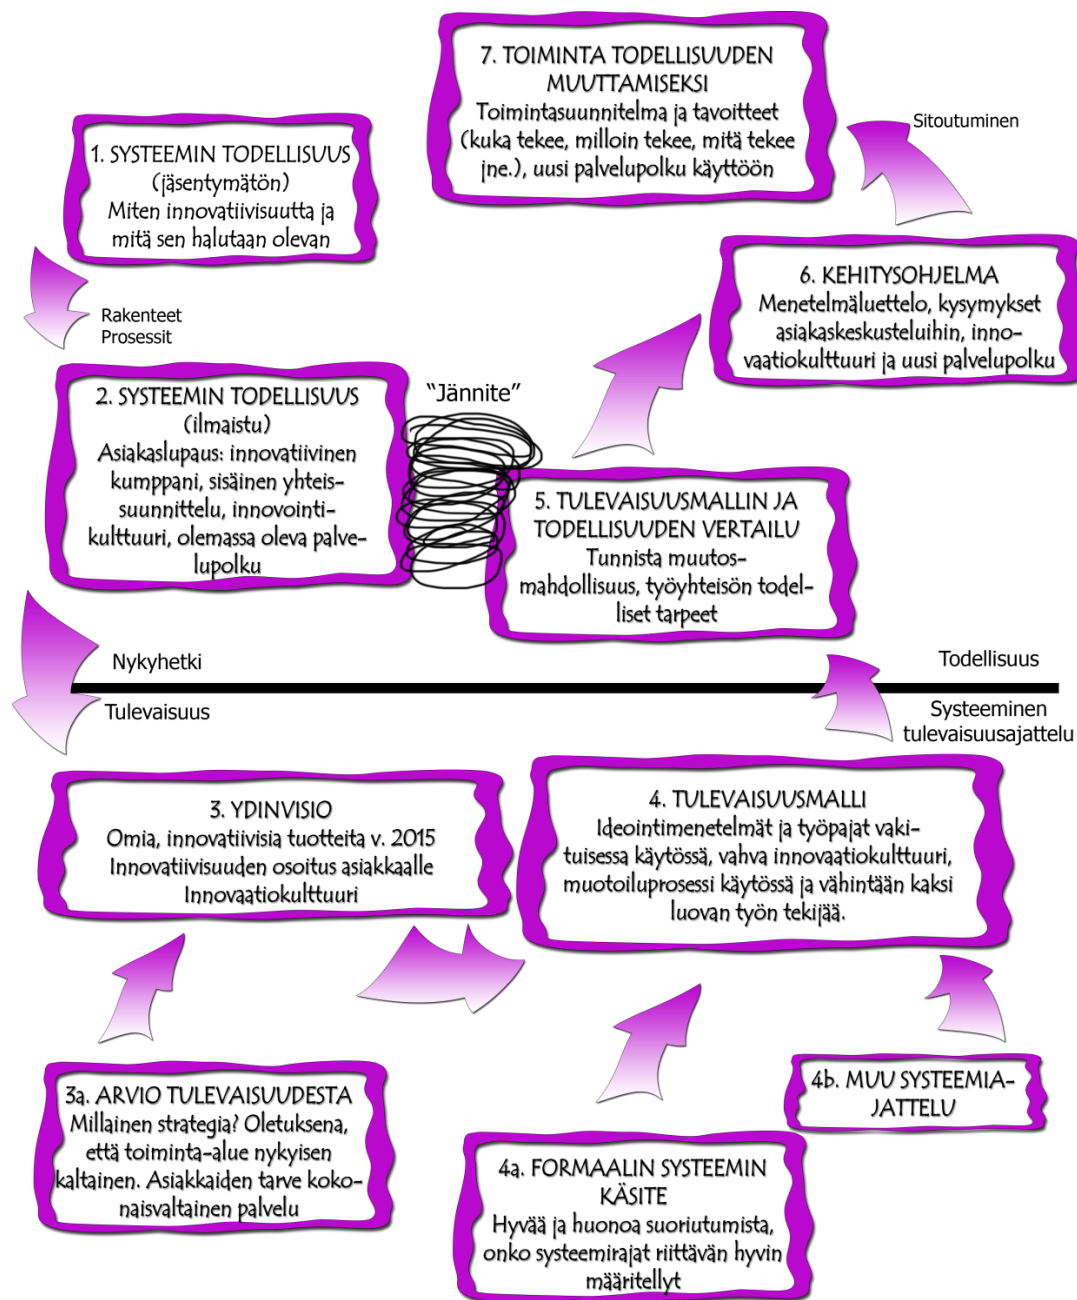 7. TOIMINTA TODELLISUUDEN
MUUTTAMISEKSI
Toimintasuunnitelma ja tavoitteet
(kuka tekee, milloin tekee, mitä tekee
jne.), uusi palvelupolku käyttöön
Sitoutuminen
1. SYSTEEMIN TODELLISUUS
(jäsentymätön)
Miten innovatiivisuutta ja
mitä sen halutaan olevan
6. KEHITYSOHJELMA
Menetelmäluettelo, kysymykset
asiakaskeskusteluihin, inno-
vaatiokulttuuri ja uusi palvelupolku
Rakenteet
Prosessit
2. SYSTEEMIN TODELLISUUS
(ilmaistu)
Asiakaslupaus: innovatiivinen
kumppani, sisäinen yhteis-
suunnittelu, innovointi-
kulttuuri, olemassa oleva palve-
lupolku
"Jännite"
5. TULEVAISUUSMALLIN JA
TODELLISUUDEN VERTAILU
Tunnista muutos-
mahdollisuus, työyhteisön todel-
liset tarpeet
Nykyhetki
Todellisuus
Tulevaisuus
Systeeminen
tulevaisuusajattelu
3. YDINVISIO
Omia, innovatiivisia tuotteita v. 2015
Innovatiivisuuden osoitus asiakkaalle
Innovaatiokulttuuri
4. TULEVAISUUSMALLI
Ideointimenetelmät ja työpajat vaki-
tuisessa käytössä, vahva innovaatiokulttuuri,
muotoiluprosessi käytössä ja vähintään kaksi
luovan työn tekijää.
3a. ARVIO TULEVAISUUDESTA
Millainen strategia? Oletuksena,
että toiminta-alue nykyisen
kaltainen. Asiakkaiden tarve koko-
naisvaltainen palvelu
4b. MUU SYSTEEMIA-
JATTELU
4a. FORMAALIN SYSTEEMIN
KÄSITE
Hyvää ja huonoa suoriutumista,
onko systeemirajat riittävän hyvin
määritellyt